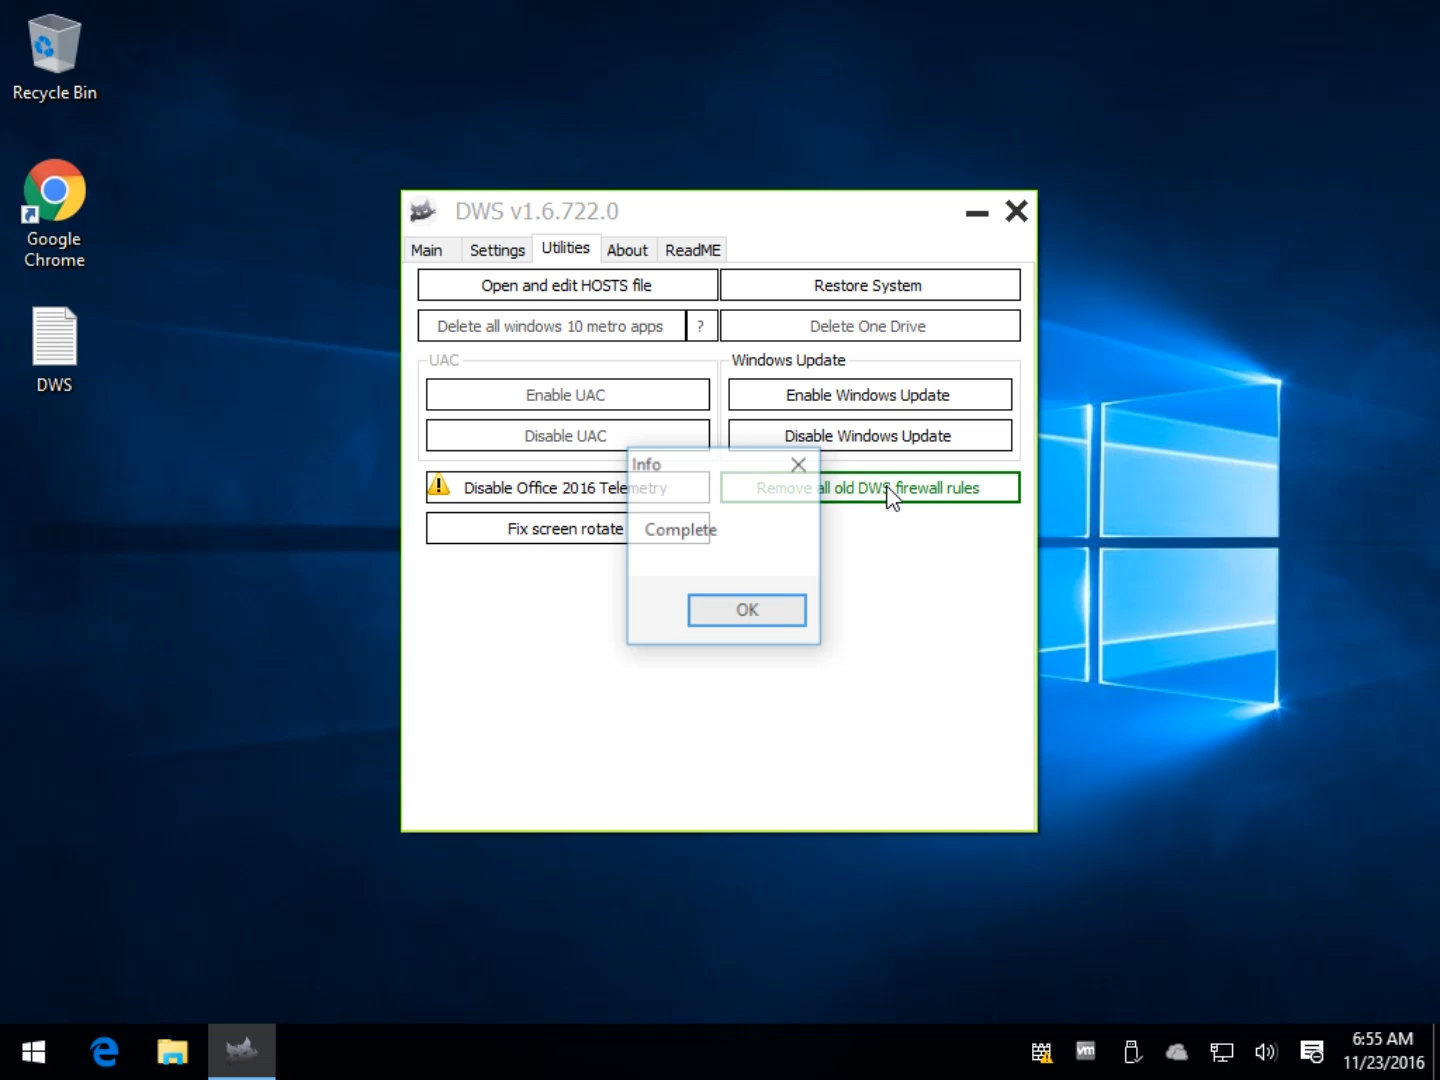 Recycle Bin
Google
Chrome
DWS
DWS v1.6.722.0
Main Settings Utilities About ReadME
Open and edit HOSTS file Restore System
Delete all windows 10 metro apps ? Delete One Drive
UAC Windows Update
Enable UAC Enable Windows Update
Disable UAC Disable Windows Update
Info
Disable Office 2016 Telemetry Remove all old DWS firewall rules
Fix screen rotate Complete
OK
vm
6:55 AM
11/23/2016